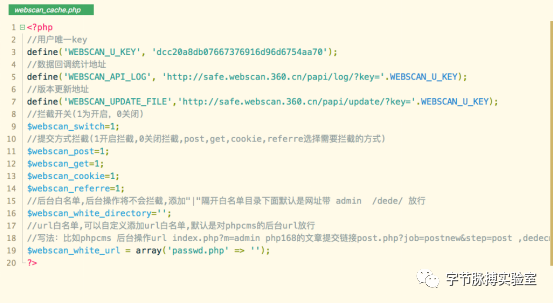 webscan_cache.php
1 <?php
2 //用户唯一key
3 define('WEBSCAN_U_KEY', 'dcc20a8db07667376916d96d6754aa70');
4 //数据回调统计地址
5 define('WEBSCAN_API_LOG', 'http://safe.webscan.360.cn/papi/log/?key='.WEBSCAN_U_KEY);
6 //版本更新地址
7 define('WEBSCAN_UPDATE_FILE','http://safe.webscan.360.cn/papi/update/?key='.WEBSCAN_U_KEY);
8 //拦截开关(1为开启，0关闭)
9 $webscan_switch=1;
10 //提交方式拦截(1开启拦截,0关闭拦截,post,get,cookie,referre选择需要拦截的方式)
11 $webscan_post=1;
12 $webscan_get=1;
13 $webscan_cookie=1;
14 $webscan_referre=1;
15 //后台白名单,后台操作将不会拦截,添加"|"隔开白名单目录下面默认是网址带 admin  /dede/ 放行
16 $webscan_white_directory='';
17 //url白名单,可以自定义添加url白名单,默认是对phpcms的后台url放行
18 //写法：比如phpcms 后台操作url index.php?m=admin php168的文章提交链接post.php?job=postnew&step=post ,dedec
19 $webscan_white_url = array('passwd.php' => '');
20 ?>
字节脉搏实验室